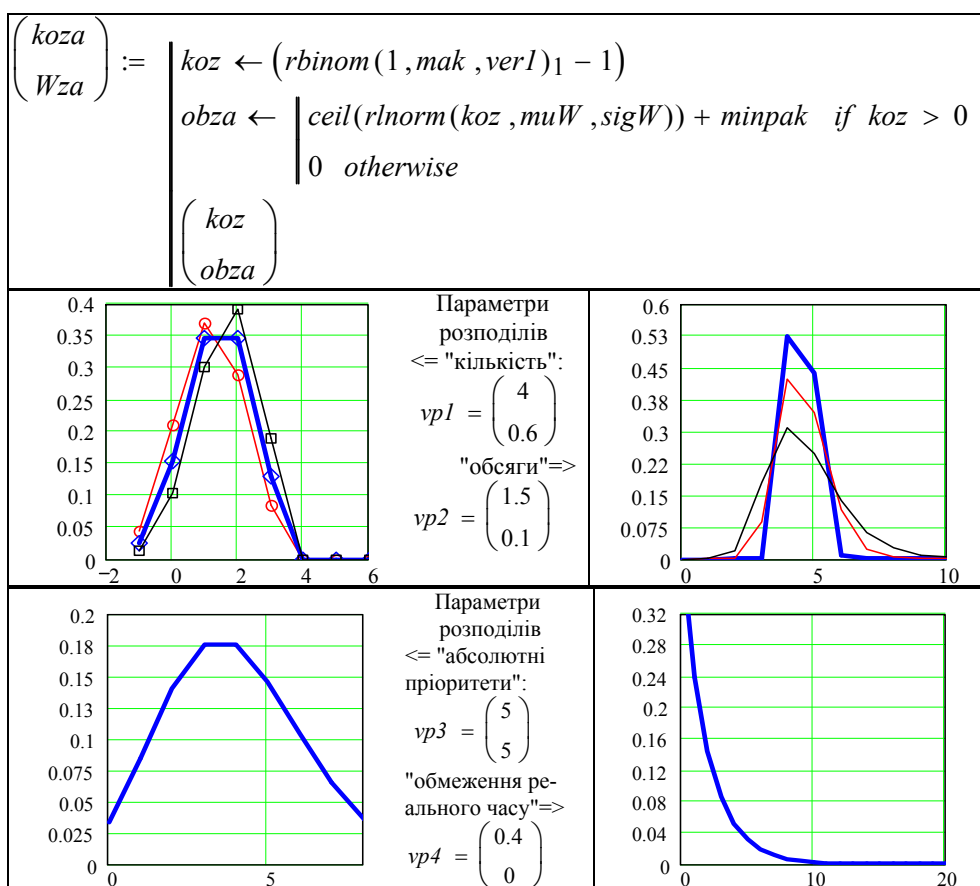 (koza
Wza) := koz ← (rbinom(1, mak, ver1)₁ − 1)
obza ← ceil(rlnorm(koz, muW, sigW)) + minpak if koz > 0
0 otherwise
(koz
obza)
0.4
0.35
0.3
0.25
0.2
0.15
0.1
0.05
0
−2 0 2 4 6
Параметри
розподілів
<= "кількість":
vp1 = (4
0.6)
"обсяги"=>
vp2 = (1.5
0.1)
0.6
0.53
0.45
0.38
0.3
0.22
0.15
0.075
0
0 5 10
0.2
0.18
0.15
0.13
0.1
0.075
0.05
0.025
0
0 5
Параметри
розподілів
<= "абсолютні
пріоритети":
vp3 = (5
5)
"обмеження ре-
ального часу"=>
vp4 = (0.4
0)
0.32
0.28
0.24
0.2
0.16
0.12
0.08
0.04
0
0 10 20